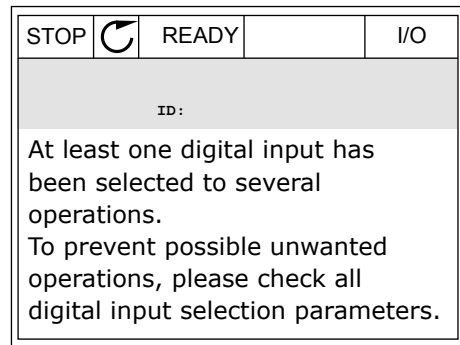 STOP READY I/O
ID:
At least one digital input has
been selected to several
operations.
To prevent possible unwanted
operations, please check all
digital input selection parameters.